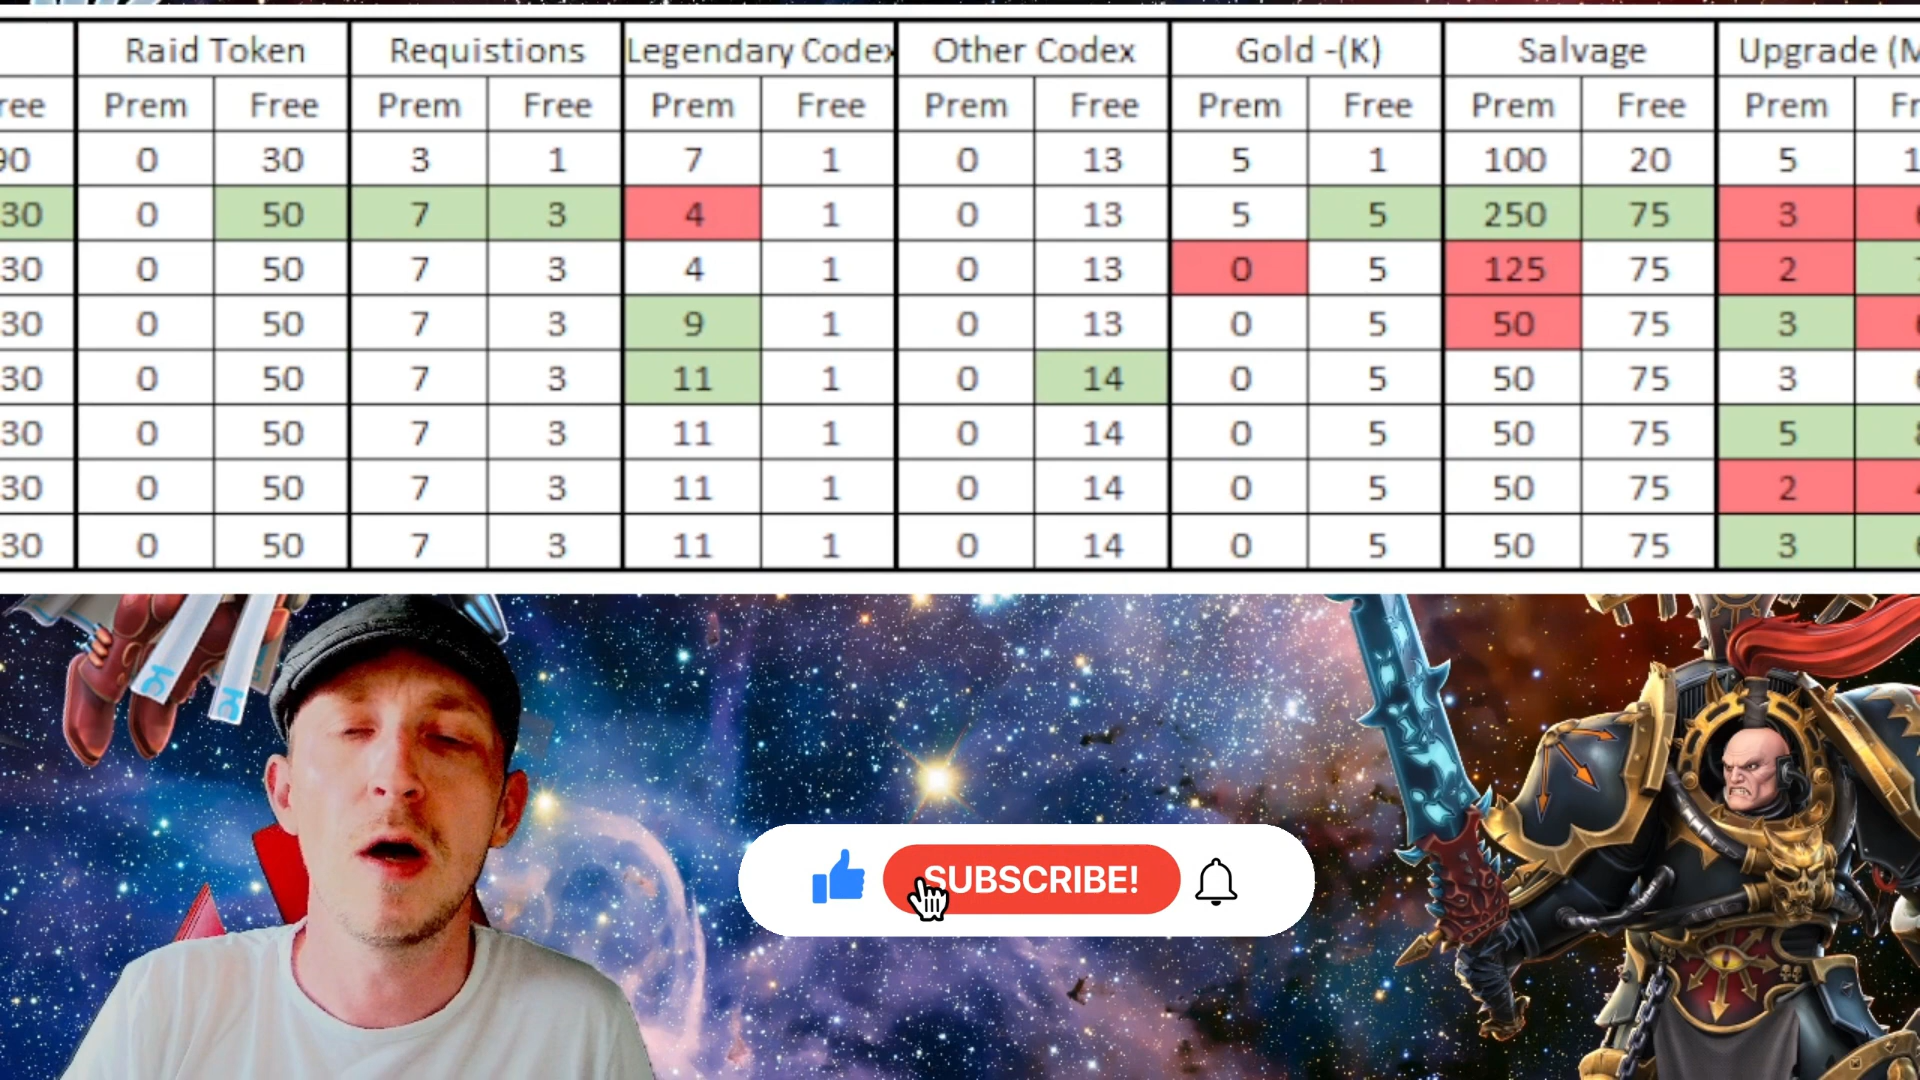 Raid Token Requistions Legendary Codex Other Codex Gold -(K) Salvage Upgrade (M
ree Prem Free Prem Free Prem Free Prem Free Prem Free Prem Free Prem Fr
90 0 30 3 1 7 1 0 13 5 1 100 20 5 1
30 0 50 7 3 4 1 0 13 5 5 250 75 3
30 0 50 7 3 4 1 0 13 0 5 125 75 2
30 0 50 7 3 9 1 0 13 0 5 50 75 3
30 0 50 7 3 11 1 0 14 0 5 50 75 3
30 0 50 7 3 11 1 0 14 0 5 50 75 5
30 0 50 7 3 11 1 0 14 0 5 50 75 2
30 0 50 7 3 11 1 0 14 0 5 50 75 3
SUBSCRIBE!